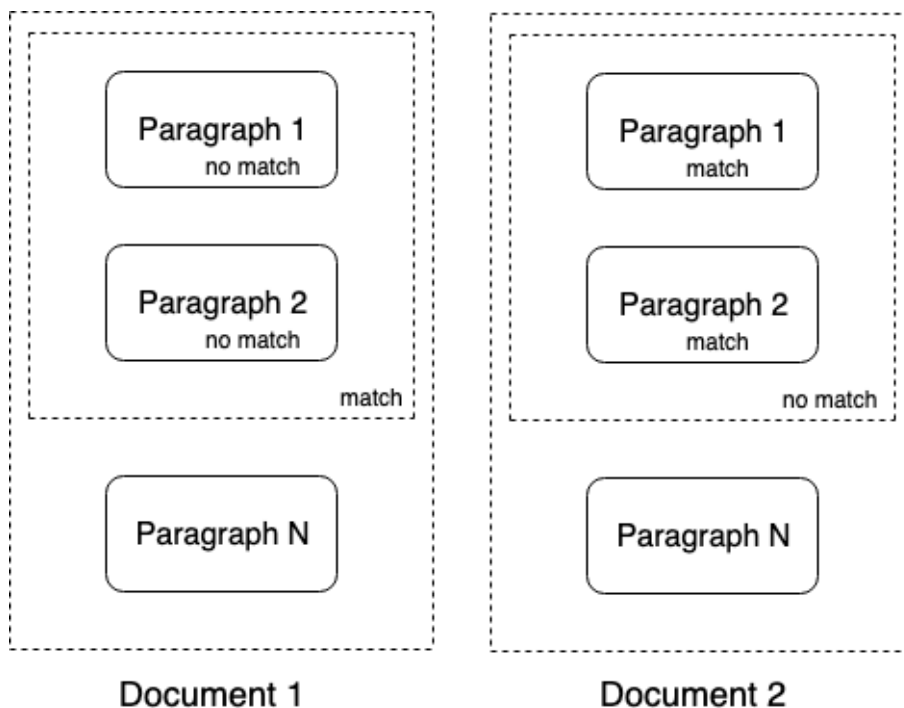 Paragraph 1
no match
Paragraph 2
no match
match
Paragraph N
Document 1
Paragraph 1
match
Paragraph 2
match
no match
Paragraph N
Document 2